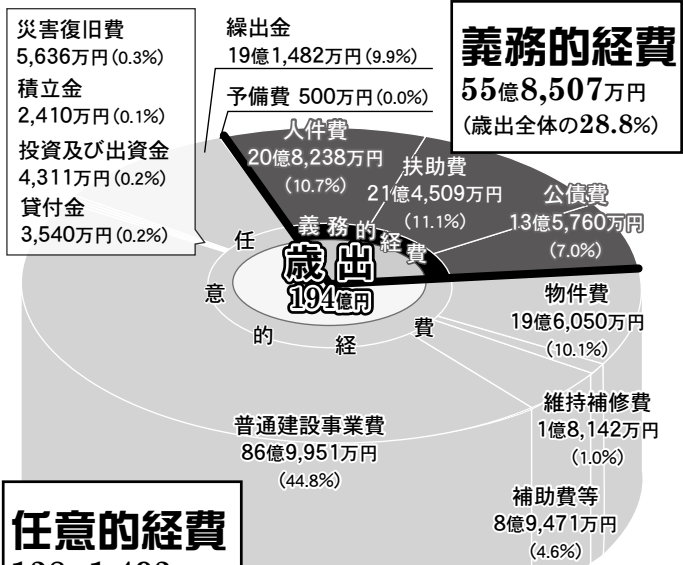 災害復旧費
5,636万円(0.3%)
積立金
2,410万円(0.1%)
投資及び出資金
4,311万円(0.2%)
貸付金
3,540万円(0.2%)
繰出金
19億1,482万円(9.9%)
予備費 500万円(0.0%)
義務的経費
55億8,507万円
(歳出全体の28.8%)
人件費
20億8,238万円
(10.7%)
扶助費
21億4,509万円
(11.1%)
公債費
13億5,760万円
(7.0%)
義務的経費
歳出
194億円
任意的経費
物件費
19億6,050万円
(10.1%)
維持補修費
1億8,142万円
(1.0%)
補助費等
8億9,471万円
(4.6%)
普通建設事業費
86億9,951万円
(44.8%)
任意的経費